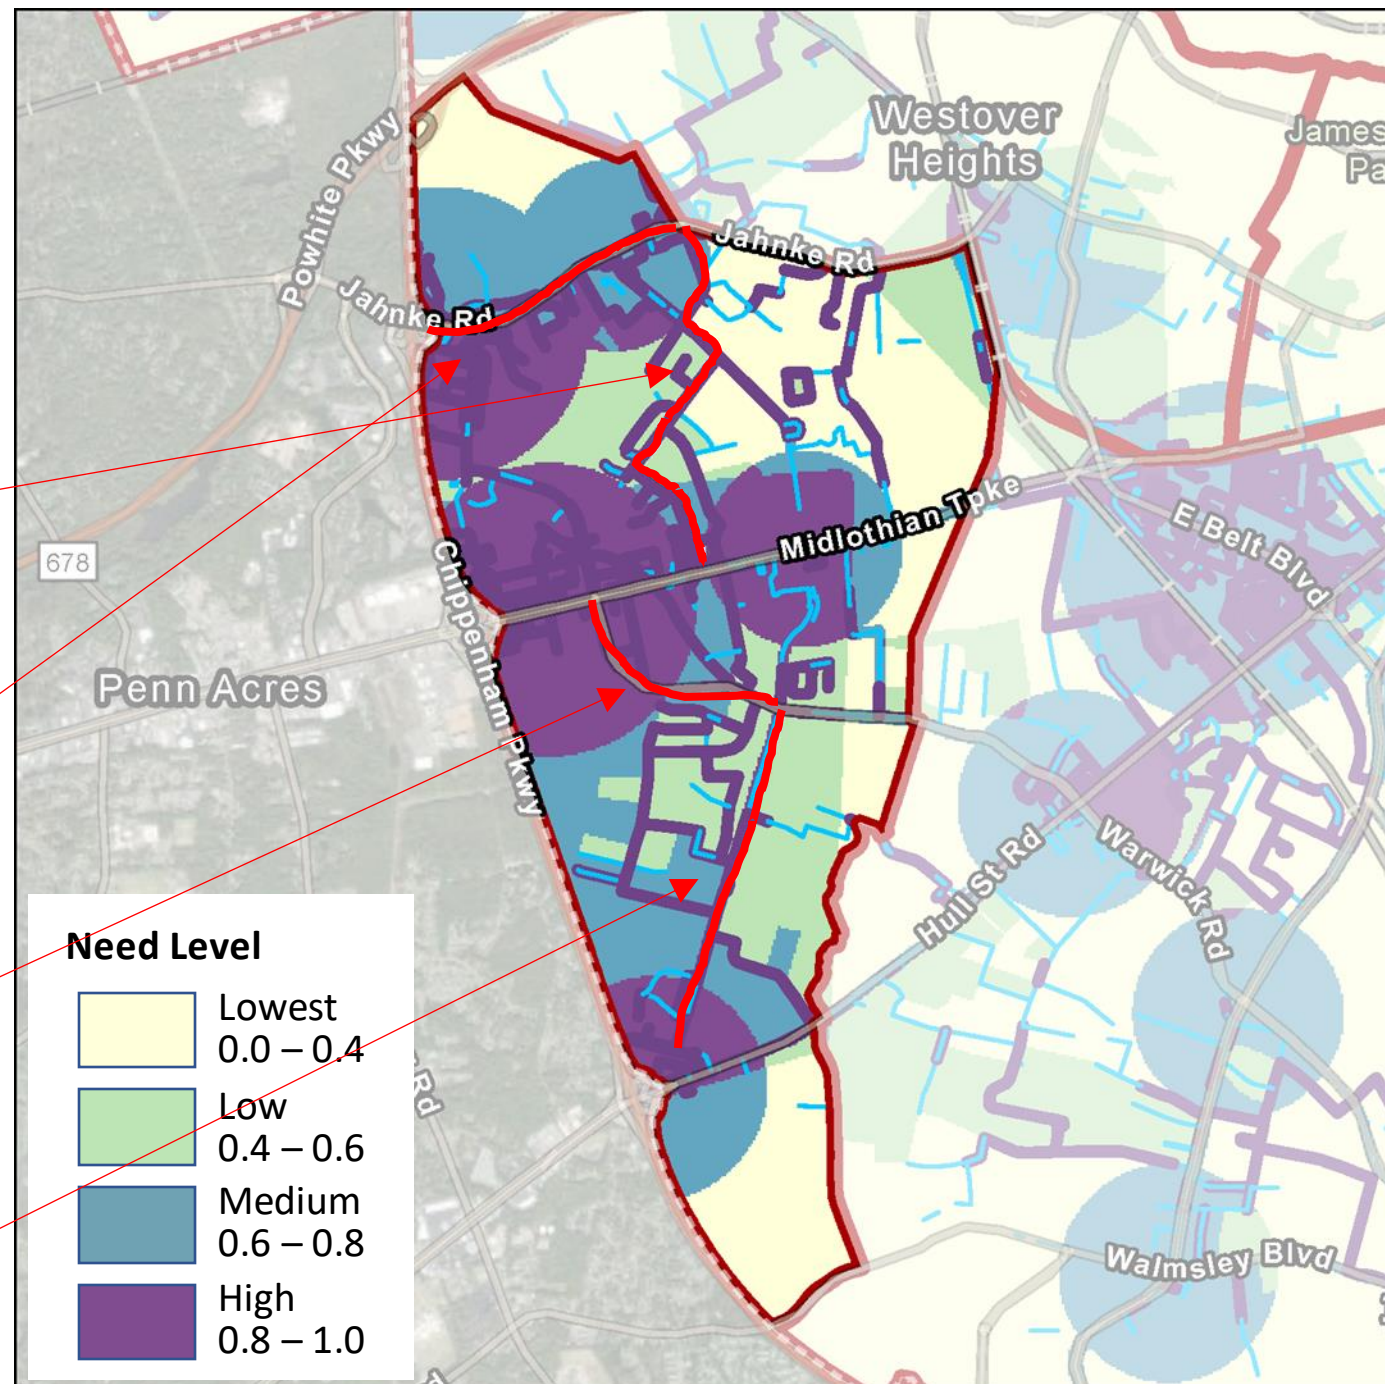 Westover
Heights
James
Pa
Powhite Pkwy
Jahnke Rd
Jahnke Rd
Midlothian Tpke
E Belt Blvd
678
Chippenham Pkwy
Penn Acres
Hull St Rd
Warwick Rd
Rd
Walmsley Blvd
Need Level
Lowest
0.0 – 0.4
Low
0.4 – 0.6
Medium
0.6 – 0.8
High
0.8 – 1.0